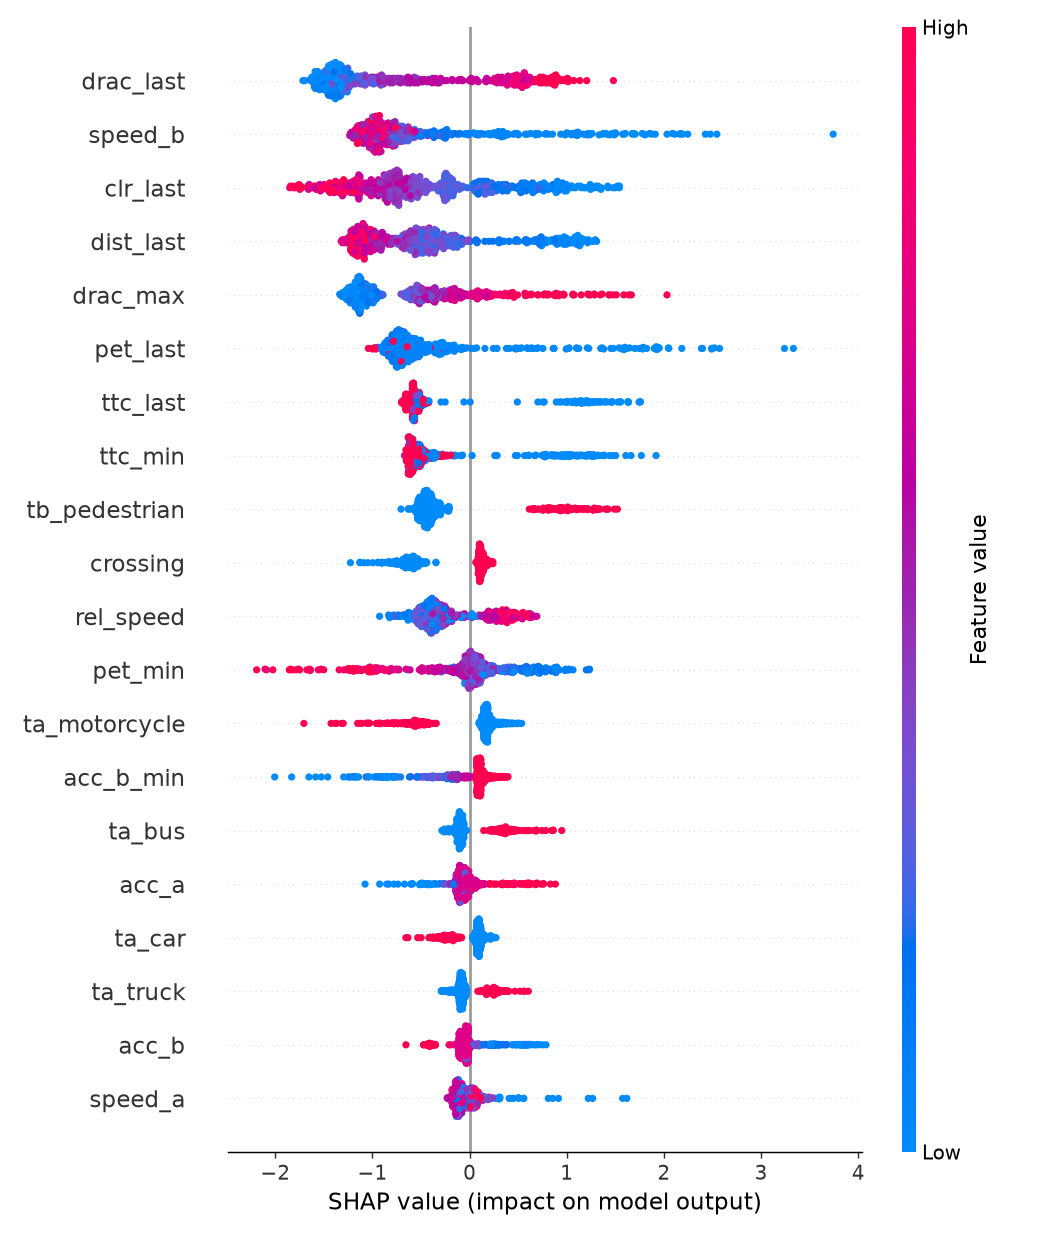 High
drac_last
speed_b
clr_last
dist_last
drac_max
pet_last
ttc_last
ttc_min
tb_pedestrian
crossing
rel_speed
pet_min
ta_motorcycle
acc_b_min
ta_bus
acc_a
ta_car
ta_truck
acc_b
speed_a
Feature value
Low
−2 −1 0 1 2 3 4
SHAP value (impact on model output)